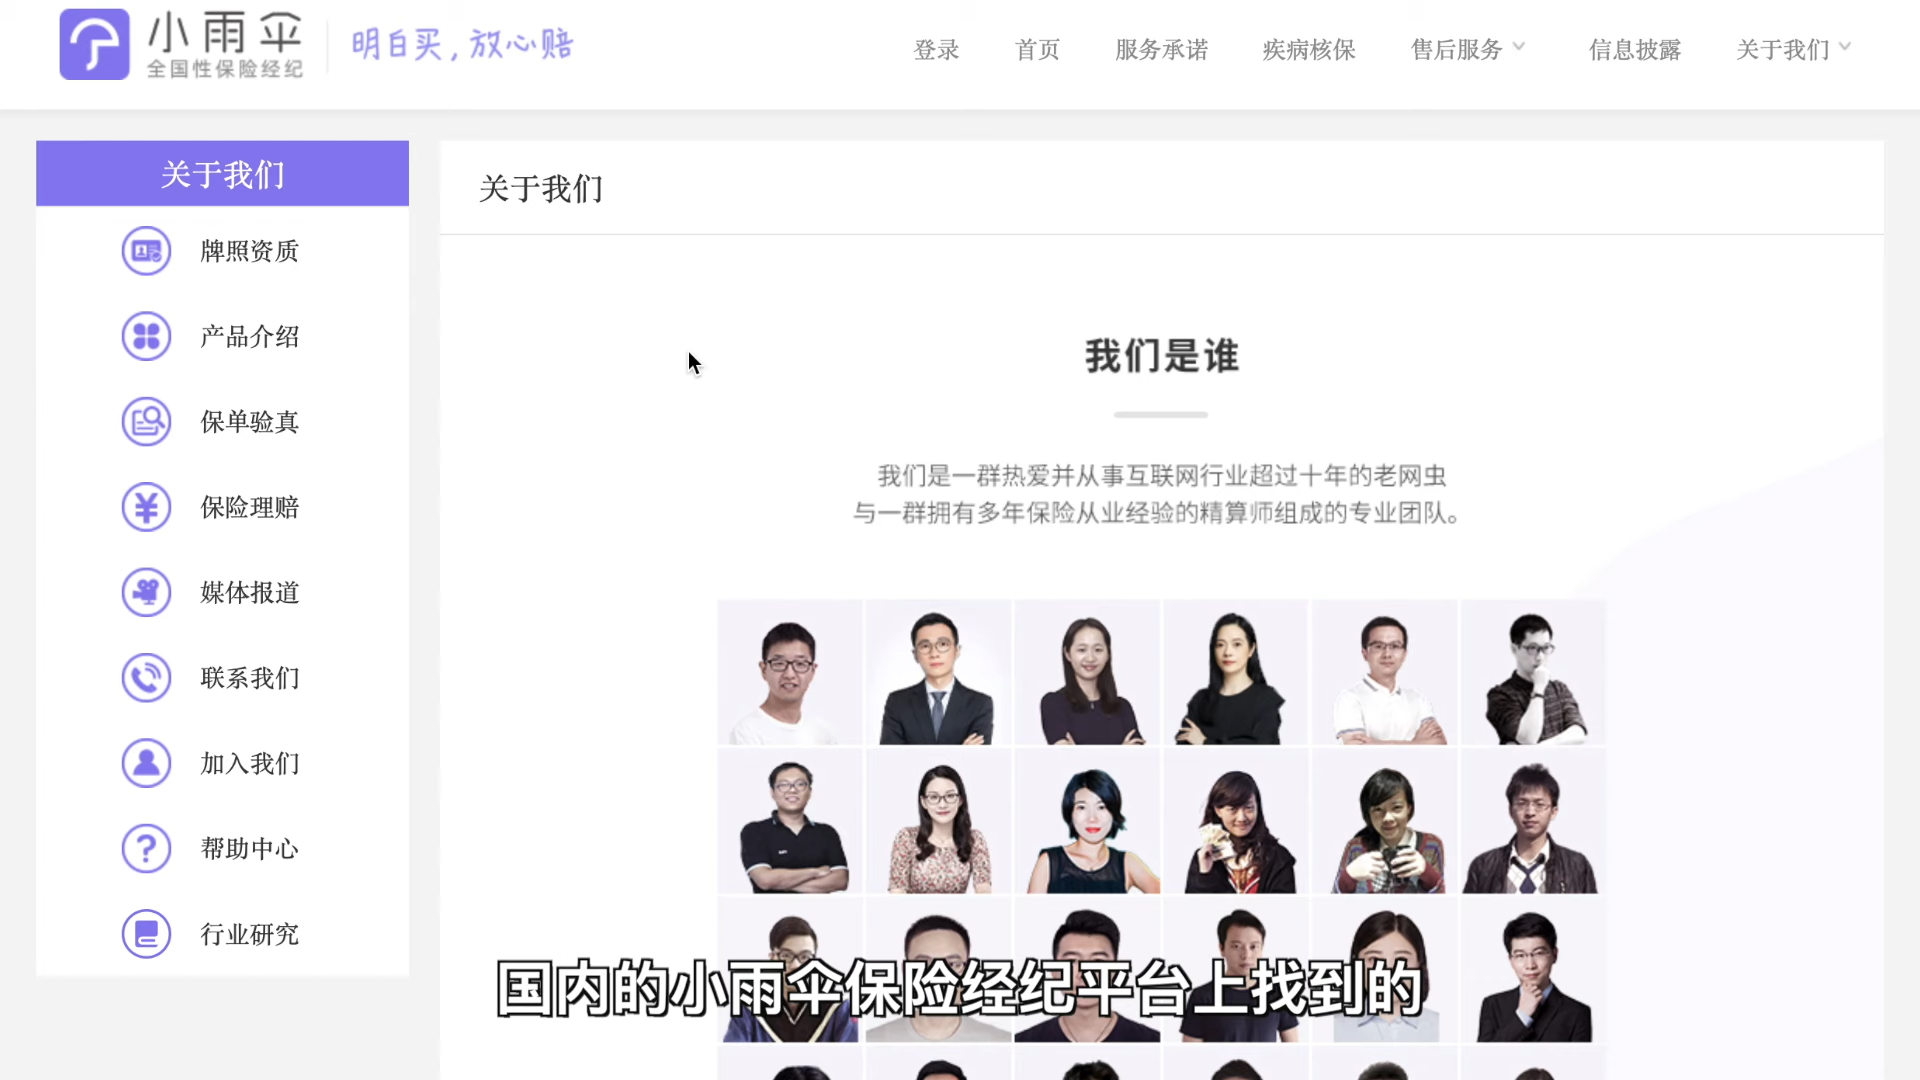 小雨伞
全国性保险经纪
明白买,放心赔
登录
首页
服务承诺
疾病核保
售后服务
信息披露
关于我们
关于我们
牌照资质
产品介绍
保单验真
保险理赔
媒体报道
联系我们
加入我们
帮助中心
行业研究
关于我们
我们是谁
我们是一群热爱并从事互联网行业超过十年的老网虫
与一群拥有多年保险从业经验的精算师组成的专业团队。
国内的小雨伞保险经纪平台上找到的